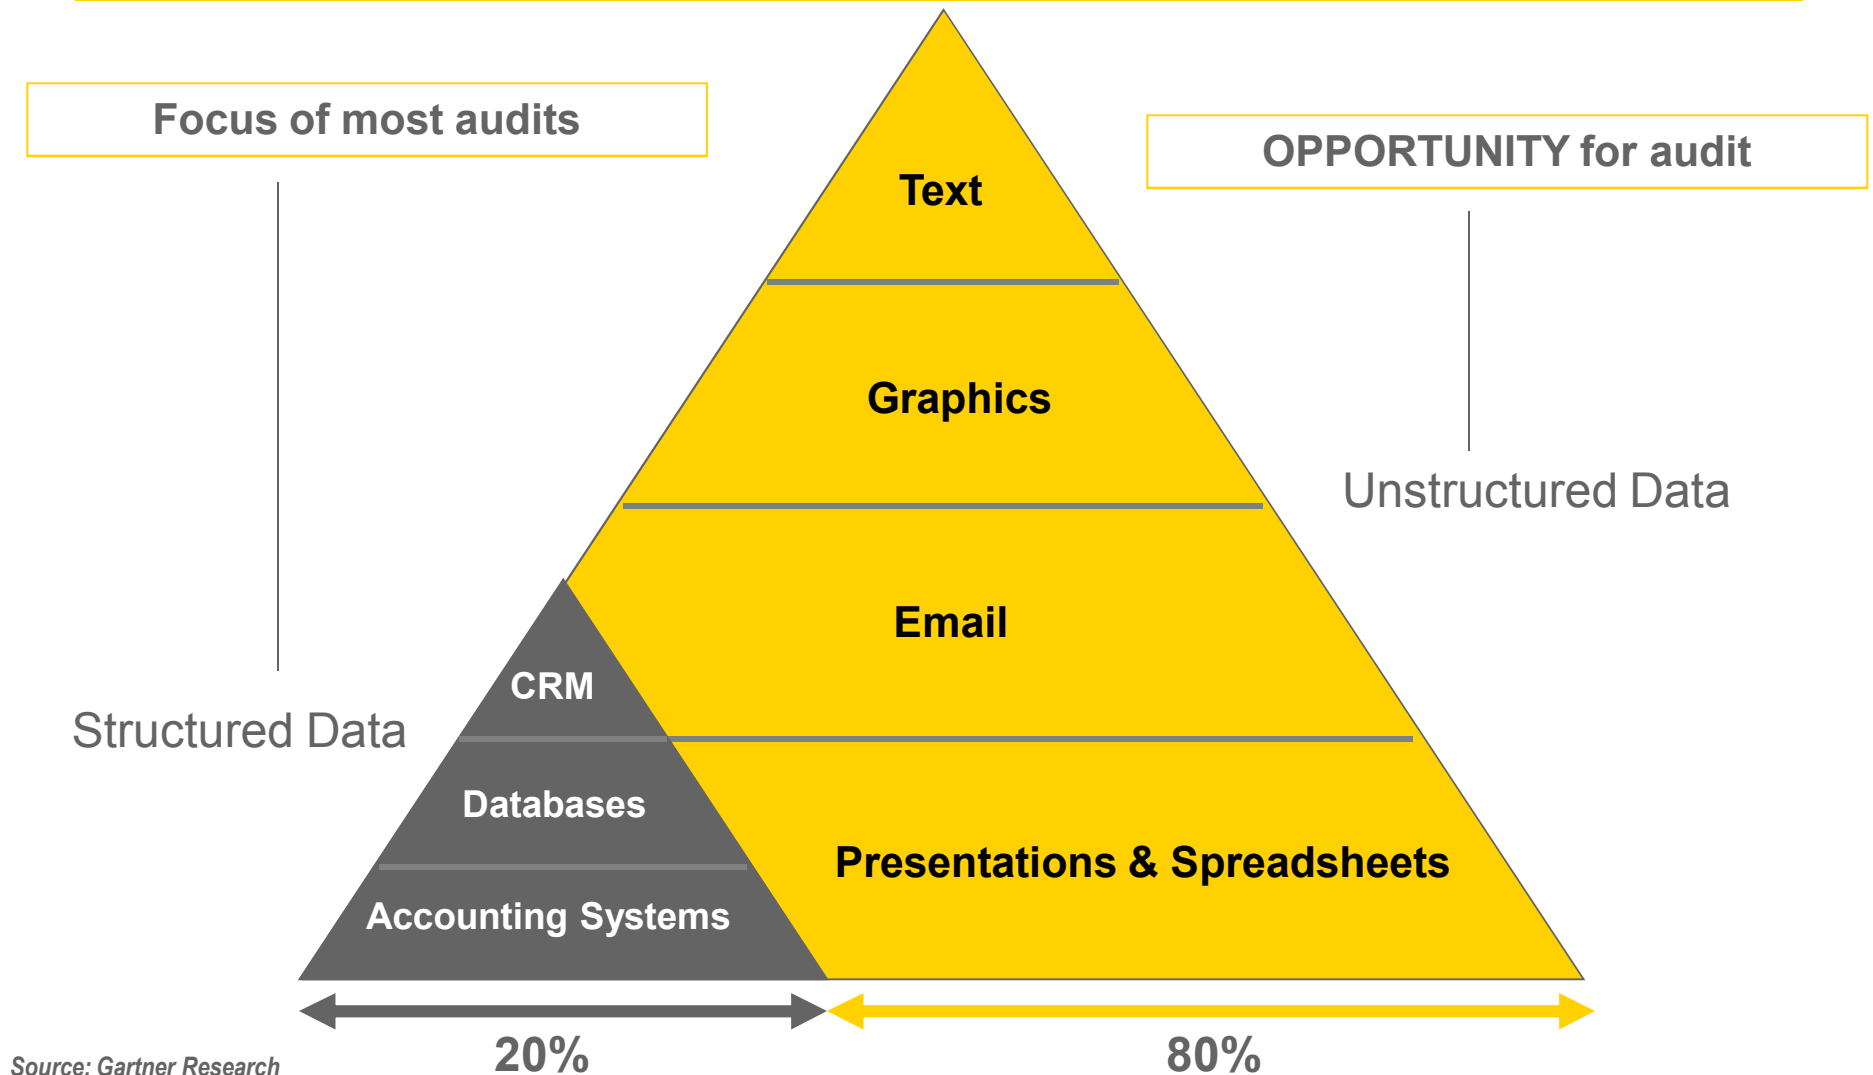 Focus of most audits
OPPORTUNITY for audit
Text
Graphics
Unstructured Data
Email
CRM
Structured Data
Databases
Presentations & Spreadsheets
Accounting Systems
20%
80%
Source: Gartner Research